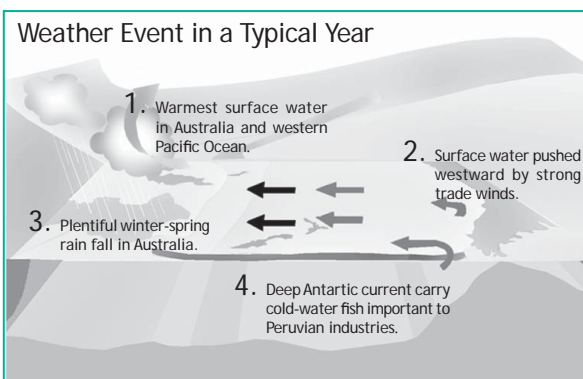 Weather Event in a Typical Year
1. Warmest surface water
in Australia and western
Pacific Ocean.
2. Surface water pushed
westward by strong
trade winds.
3. Plentiful winter-spring
rain fall in Australia.
4. Deep Antartic current carry
cold-water fish important to
Peruvian industries.